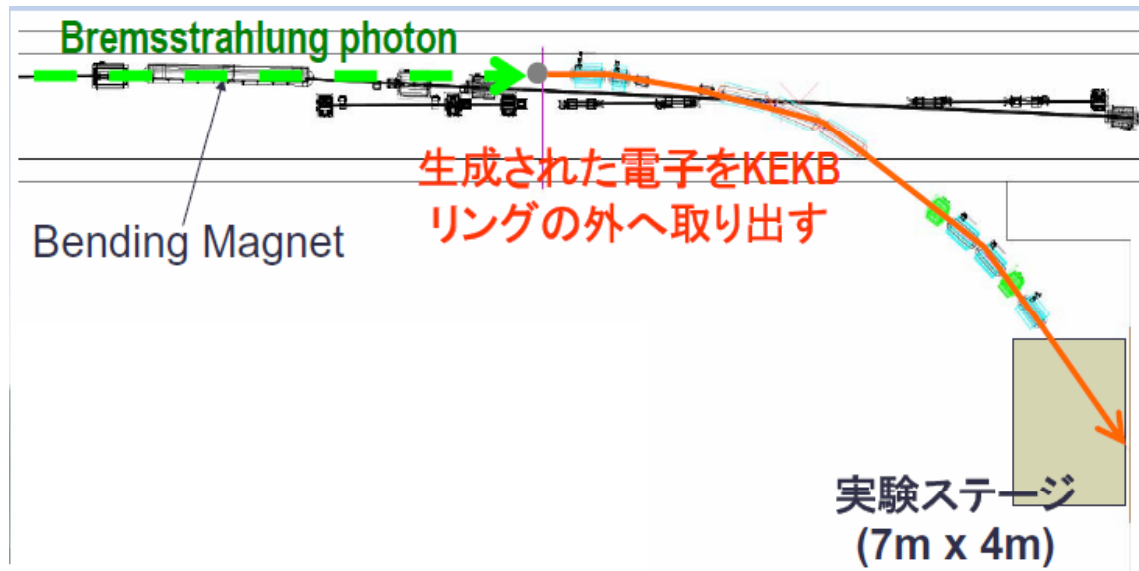 Bremsstrahlung photon
生成された電子をKEKB
リングの外へ取り出す
Bending Magnet
実験ステージ
(7m x 4m)